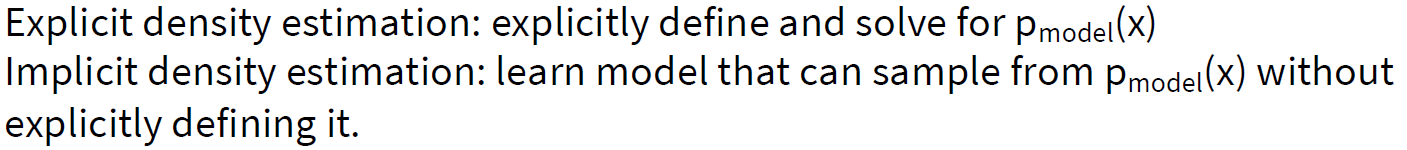 Explicit density estimation: explicitly define and solve for pmodel(x)
Implicit density estimation: learn model that can sample from pmodel(x) without
explicitly defining it.